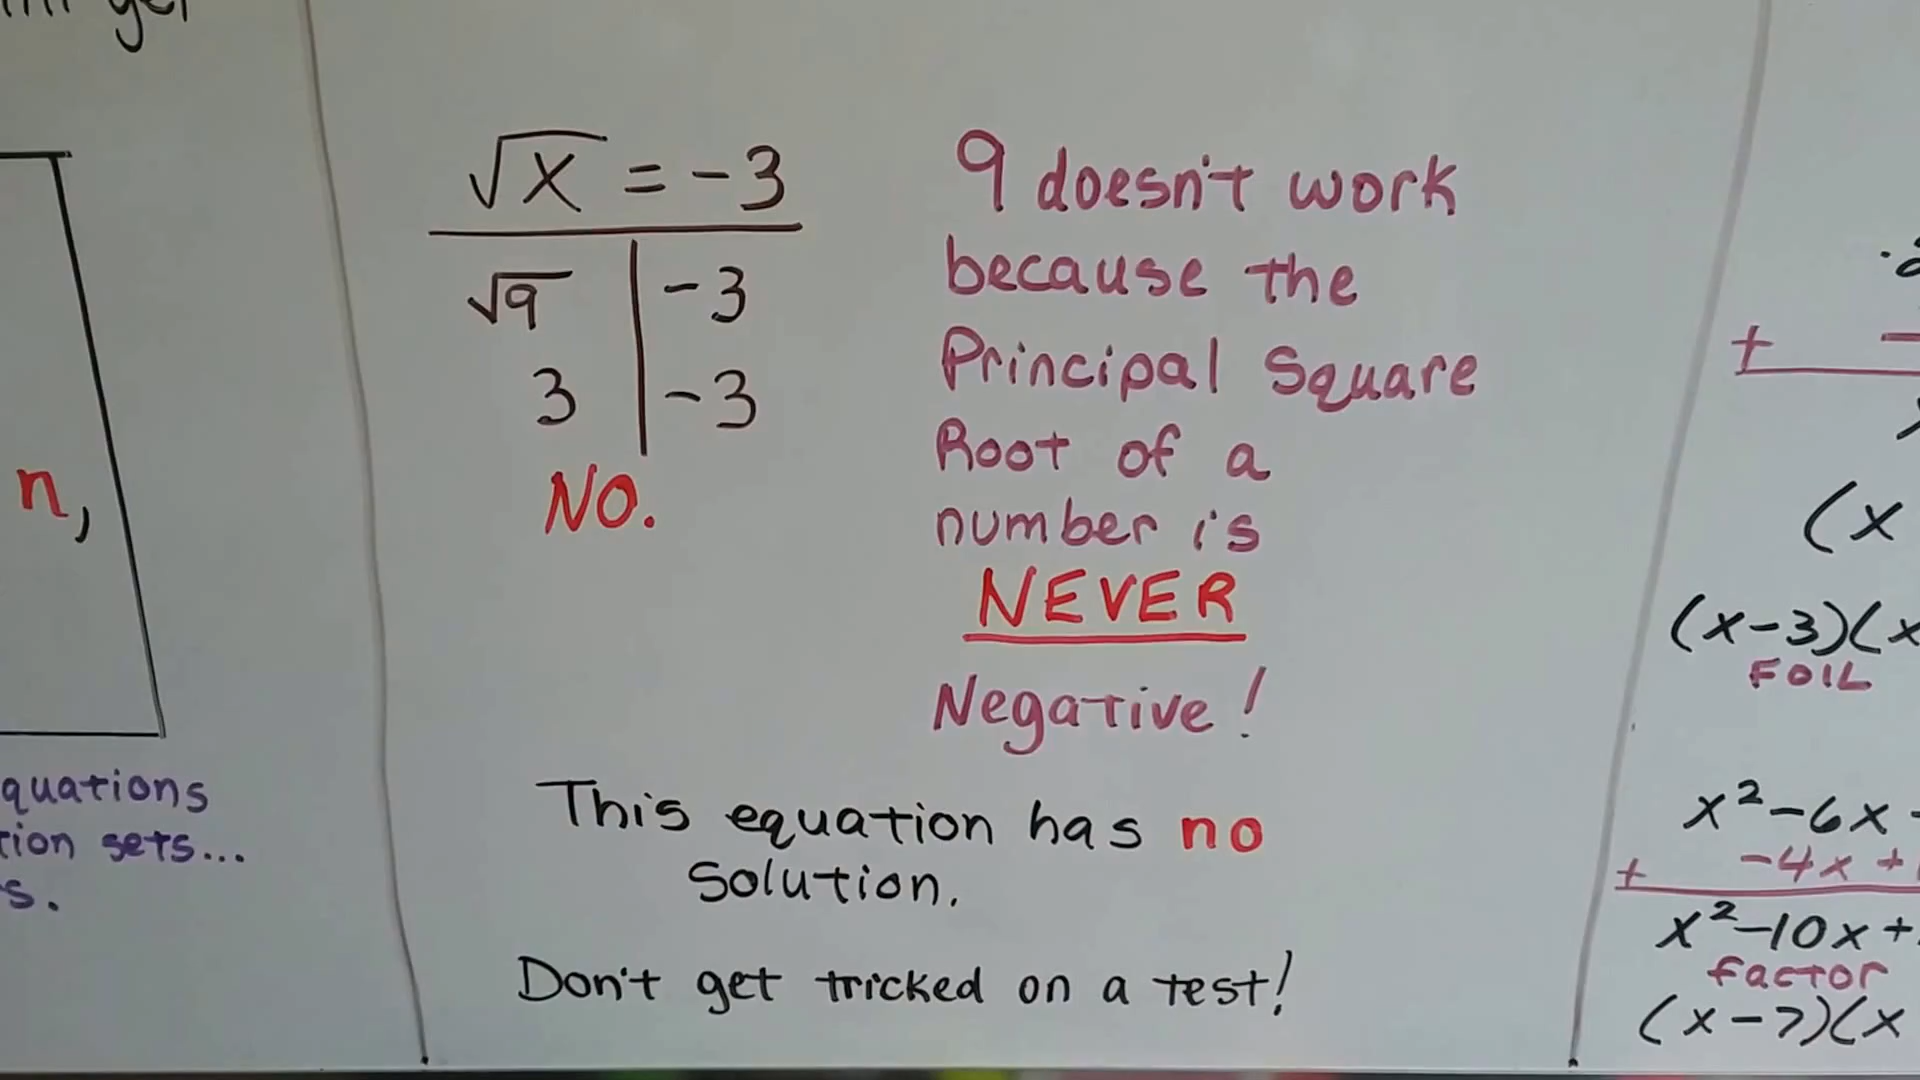 get
n,
quations
tion sets...
s.
√x = -3
√9 | -3
3 | -3
NO.
9 doesn't work
because the
Principal Square
Root of a
number is
NEVER
Negative!
This equation has no
solution.
Don't get tricked on a test!
+ -
(x
(x-3)(x
FOIL
x²-6x-
+ -4x +
x²-10x+
factor
(x-7)(x